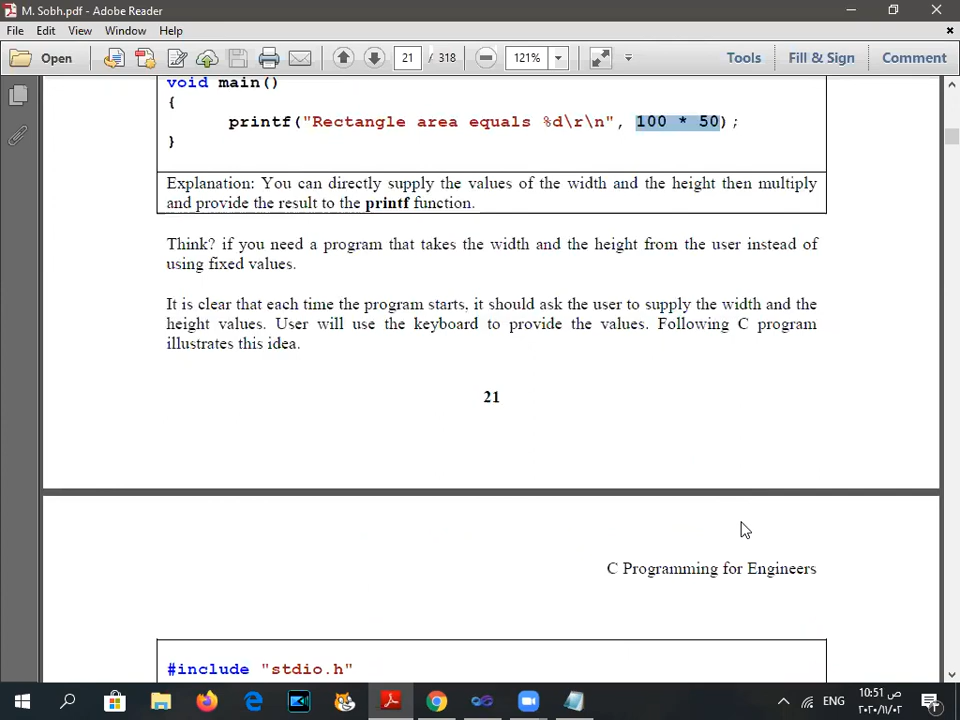 M. Sobh.pdf - Adobe Reader
File Edit View Window Help
Open 21 / 318 121% Tools Fill & Sign Comment
void main()
{
printf("Rectangle area equals %d\r\n", 100 * 50);
}
Explanation: You can directly supply the values of the width and the height then multiply
and provide the result to the printf function.
Think? if you need a program that takes the width and the height from the user instead of
using fixed values.
It is clear that each time the program starts, it should ask the user to supply the width and the
height values. User will use the keyboard to provide the values. Following C program
illustrates this idea.
21
C Programming for Engineers
#include "stdio.h"
ENG
10:51 ص
٢٠٢٠/١١/٠٢